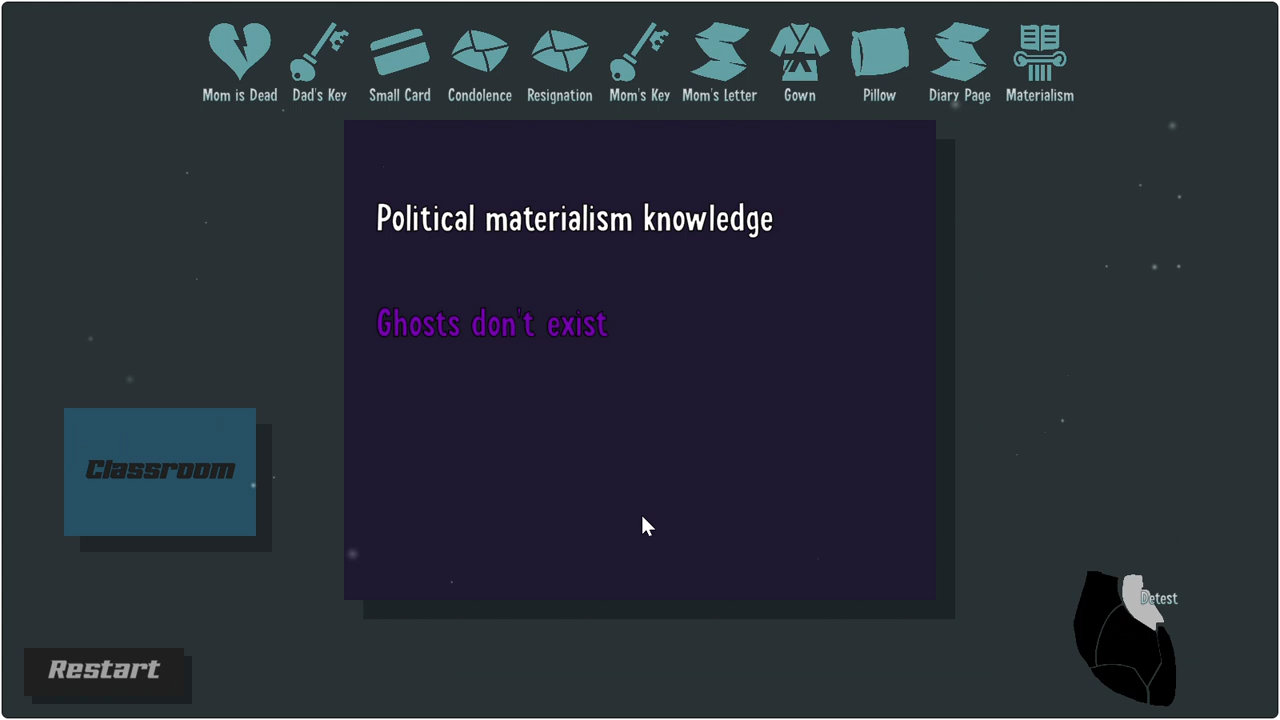 Mom is Dead
Dad's Key
Small Card
Condolence
Resignation
Mom's Key
Mom's Letter
Gown
Pillow
Diary Page
Materialism
Political materialism knowledge
Ghosts don't exist
Classroom
Detest
Restart